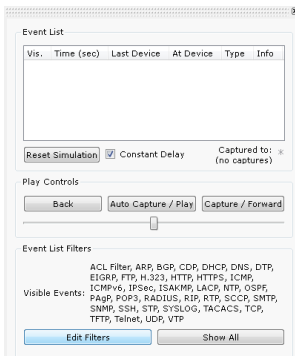 Event List
Vis. Time (sec) Last Device At Device Type Info
Reset Simulation Constant Delay Captured to: *
(no captures)
Play Controls
Back Auto Capture / Play Capture / Forward
Event List Filters
Visible Events: ACL Filter, ARP, BGP, CDP, DHCP, DNS, DTP,
EIGRP, FTP, H.323, HTTP, HTTPS, ICMP,
ICMPv6, IPSec, ISAKMP, LACP, NTP, OSPF,
PAgP, POP3, RADIUS, RIP, RTP, SCCP, SMTP,
SNMP, SSH, STP, SYSLOG, TACACS, TCP,
TFTP, Telnet, UDP, VTP
Edit Filters Show All